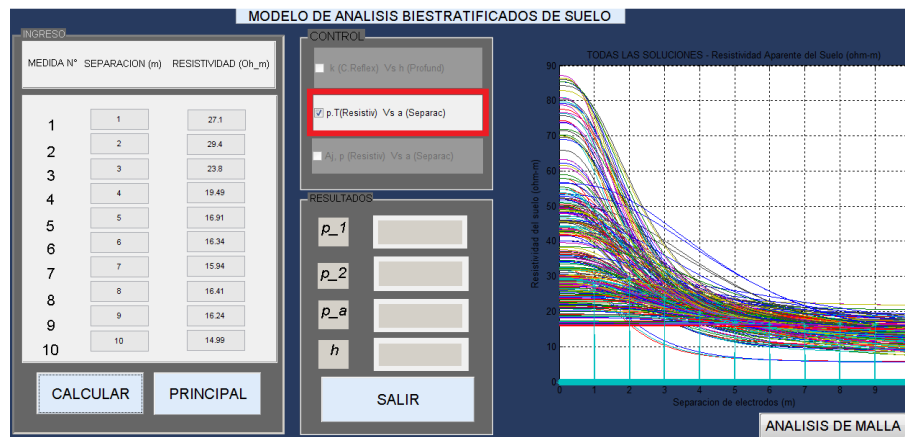 MODELO DE ANALISIS BIESTRATIFICADOS DE SUELO
INGRESO
MEDIDA N° SEPARACION (m) RESISTIVIDAD (Oh_m)
1 1 27.1
2 2 29.4
3 3 23.8
4 4 19.49
5 5 16.91
6 6 16.34
7 7 15.94
8 8 16.41
9 9 16.24
10 10 14.99
CALCULAR PRINCIPAL
CONTROL
k (C.Reflex) Vs h (Profund)
p.T(Resistiv) Vs a (Separac)
Aj, p (Resistiv) Vs a (Separac)
RESULTADOS
p_1
p_2
p_a
h
SALIR
TODAS LAS SOLUCIONES - Resistividad Aparente del Suelo (ohm-m)
Resistividad del suelo (ohm-m)
90
80
70
60
50
40
30
20
10
0
0 1 2 3 4 5 6 7 8 9
Separacion de electrodos (m)
ANALISIS DE MALLA